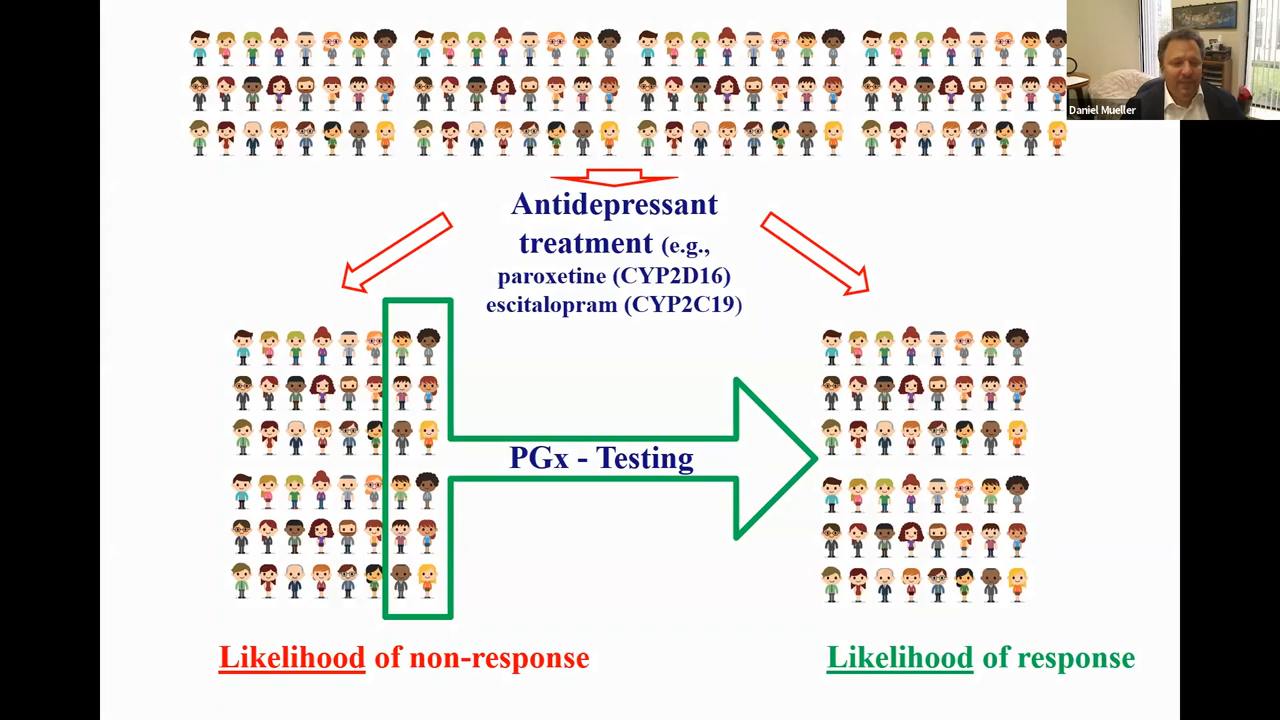 Daniel Mueller
Antidepressant
treatment (e.g.,
paroxetine (CYP2D16)
escitalopram (CYP2C19)
PGx - Testing
Likelihood of non-response
Likelihood of response